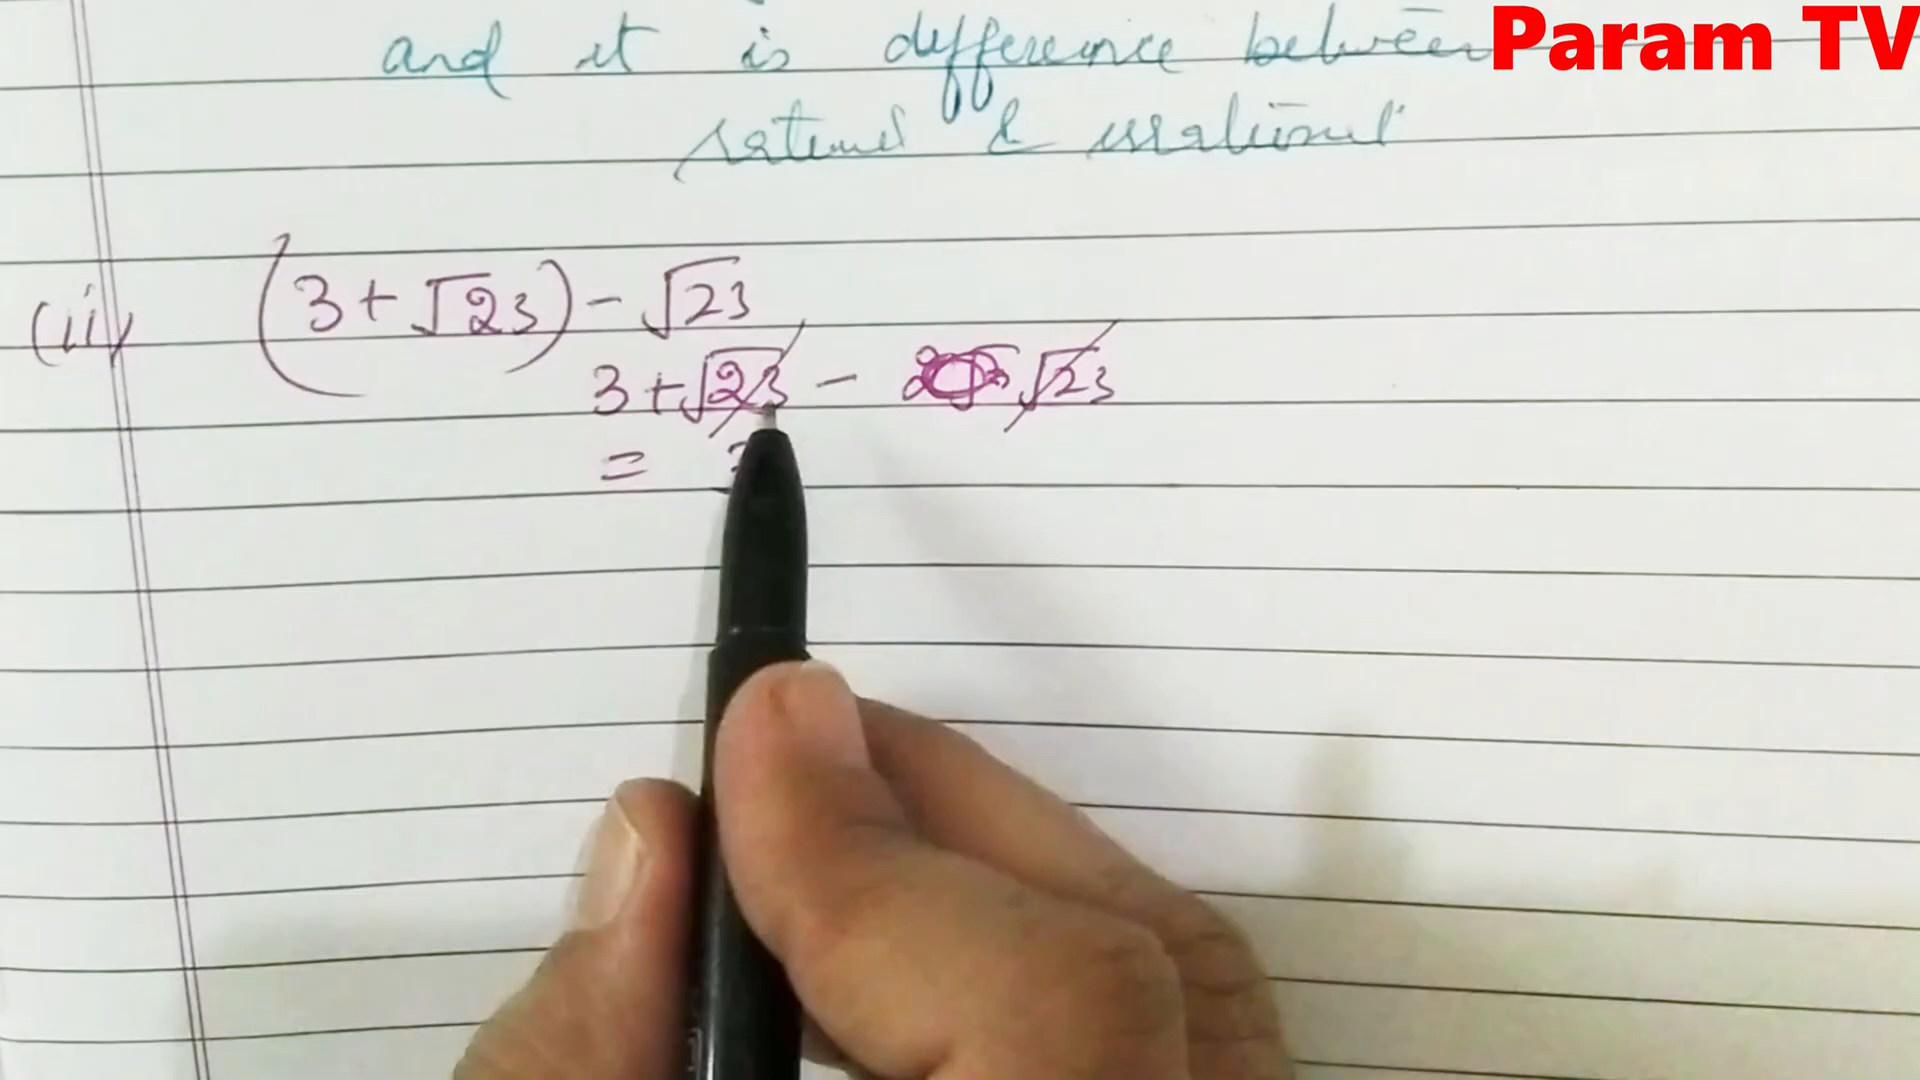 and it is difference between
Param TV
rational & irrational
(ii) (3 + √23) - √23
3 + √23 - √23
=